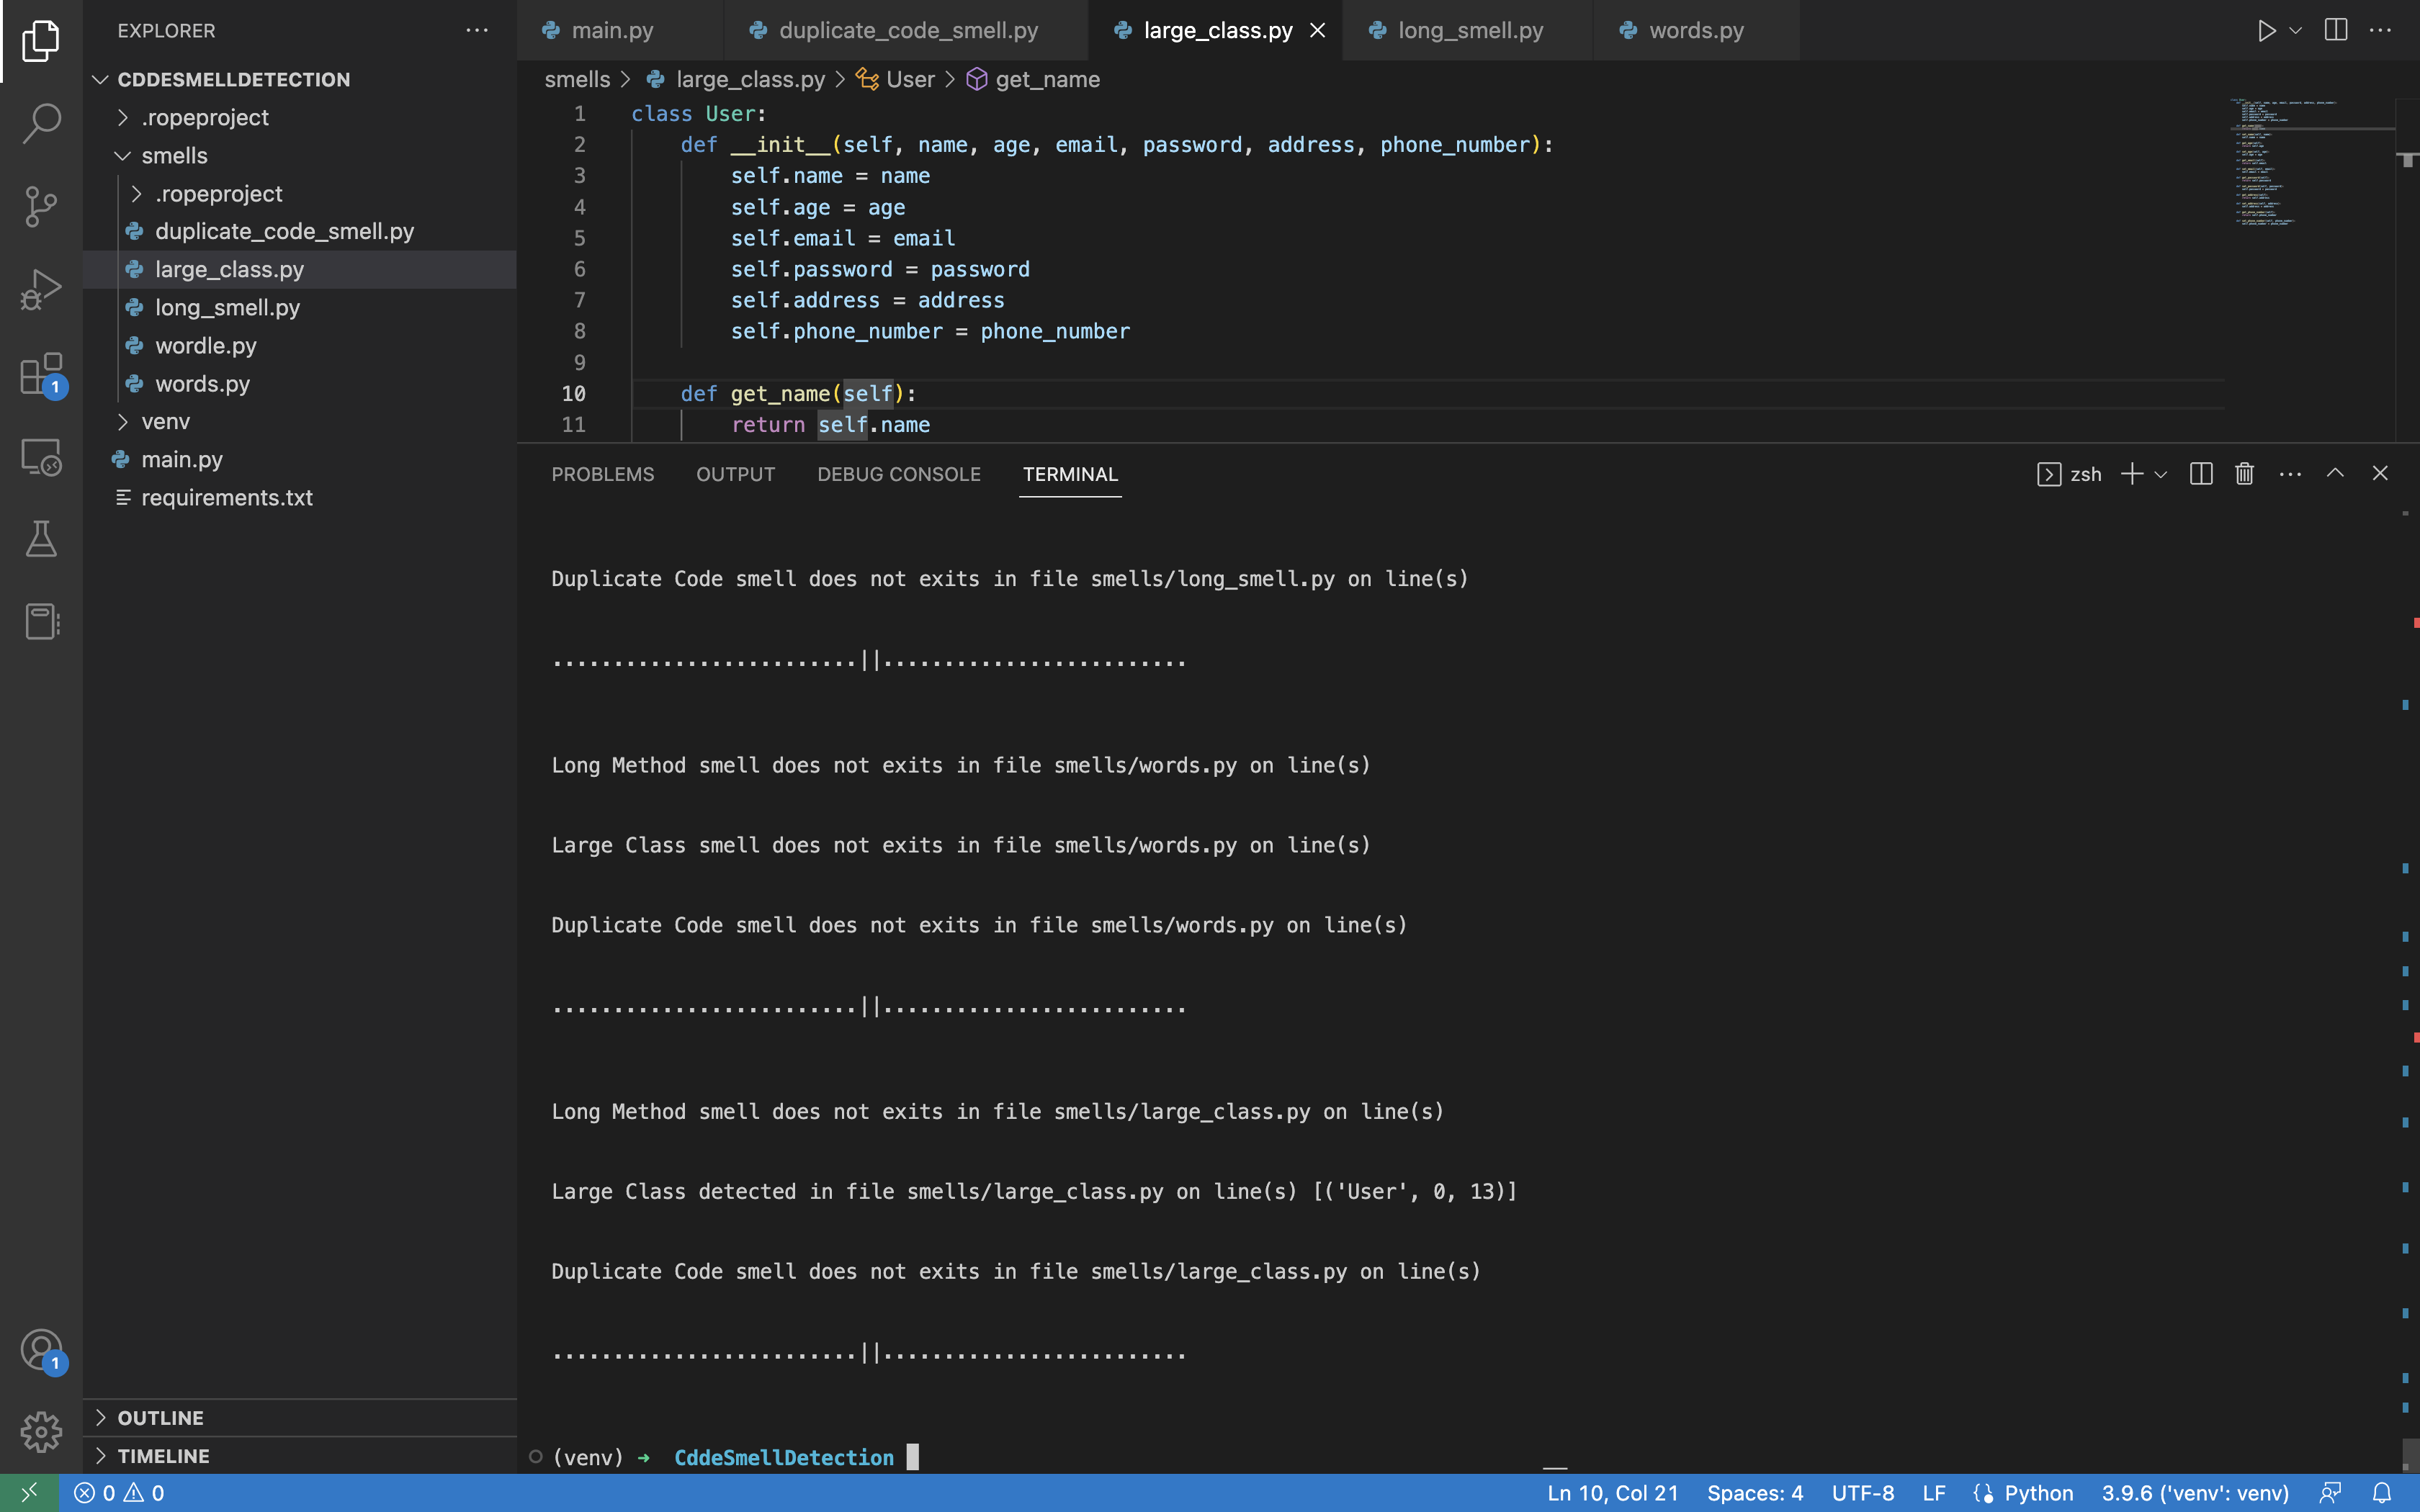 EXPLORER
CDDESMELLDETECTION
.ropeproject
smells
.ropeproject
duplicate_code_smell.py
large_class.py
long_smell.py
wordle.py
words.py
venv
main.py
requirements.txt
OUTLINE
TIMELINE
1
1
main.py duplicate_code_smell.py large_class.py long_smell.py words.py
smells > large_class.py > User > get_name
1 class User:
2 def __init__(self, name, age, email, password, address, phone_number):
3 self.name = name
4 self.age = age
5 self.email = email
6 self.password = password
7 self.address = address
8 self.phone_number = phone_number
9
10 def get_name(self):
11 return self.name
PROBLEMS OUTPUT DEBUG CONSOLE TERMINAL zsh
Duplicate Code smell does not exits in file smells/long_smell.py on line(s)
.........................||.........................
Long Method smell does not exits in file smells/words.py on line(s)
Large Class smell does not exits in file smells/words.py on line(s)
Duplicate Code smell does not exits in file smells/words.py on line(s)
.........................||.........................
Long Method smell does not exits in file smells/large_class.py on line(s)
Large Class detected in file smells/large_class.py on line(s) [('User', 0, 13)]
Duplicate Code smell does not exits in file smells/large_class.py on line(s)
.........................||.........................
(venv) → CddeSmellDetection
0 0 Ln 10, Col 21 Spaces: 4 UTF-8 LF Python 3.9.6 ('venv': venv)